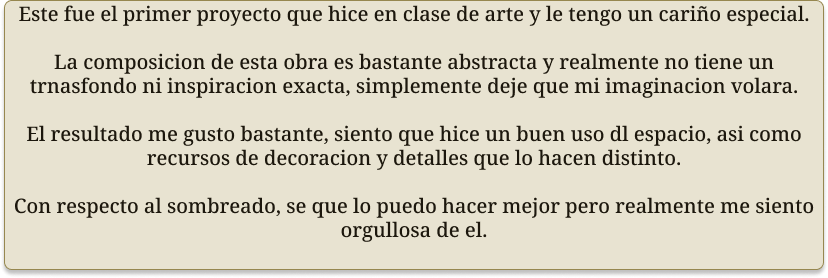 Este fue el primer proyecto que hice en clase de arte y le tengo un cariño especial.
La composicion de esta obra es bastante abstracta y realmente no tiene un
trnasfondo ni inspiracion exacta, simplemente deje que mi imaginacion volara.
El resultado me gusto bastante, siento que hice un buen uso dl espacio, asi como
recursos de decoracion y detalles que lo hacen distinto.
Con respecto al sombreado, se que lo puedo hacer mejor pero realmente me siento
orgullosa de el.